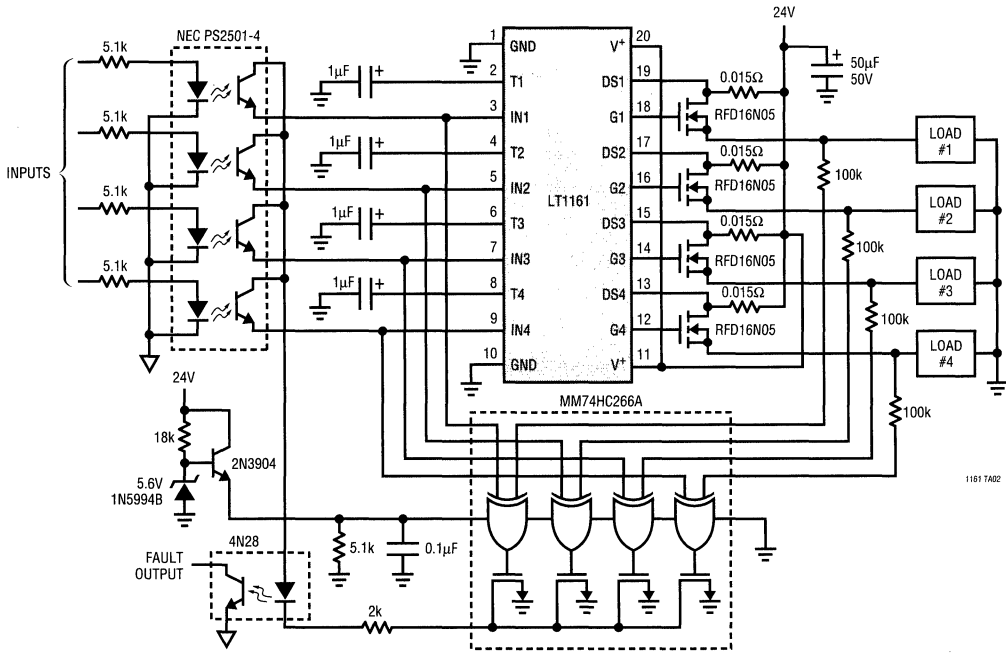 NEC PS2501-4
5.1k
5.1k
5.1k
5.1k
INPUTS
1µF
+
1µF
+
1µF
+
1µF
+
1
GND
2
T1
3
IN1
4
T2
5
IN2
6
T3
7
IN3
8
T4
9
IN4
10
GND
LT1161
20
V+
19
DS1
18
G1
17
DS2
16
G2
15
DS3
14
G3
13
DS4
12
G4
11
V+
24V
+
50µF
50V
0.015Ω
RFD16N05
0.015Ω
RFD16N05
0.015Ω
RFD16N05
0.015Ω
RFD16N05
100k
100k
100k
100k
LOAD
#1
LOAD
#2
LOAD
#3
LOAD
#4
24V
18k
2N3904
5.6V
1N5994B
4N28
FAULT
OUTPUT
5.1k
0.1µF
2k
MM74HC266A
1161 TA02